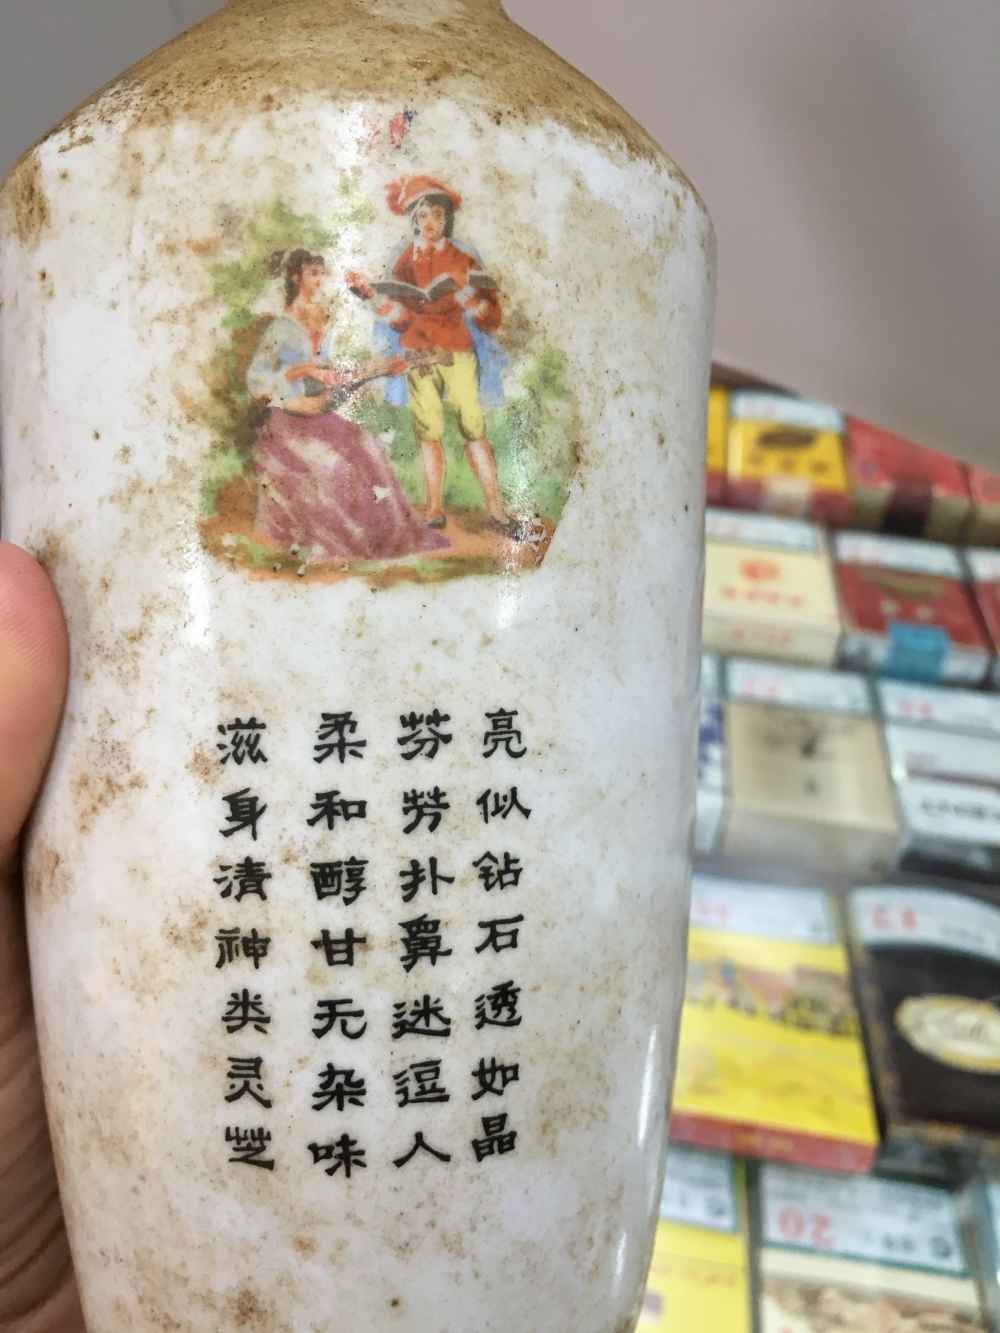 亮似钻石透如晶
芬芳扑鼻迷逗人
柔和醇甘无杂味
滋身清神类灵芝
20